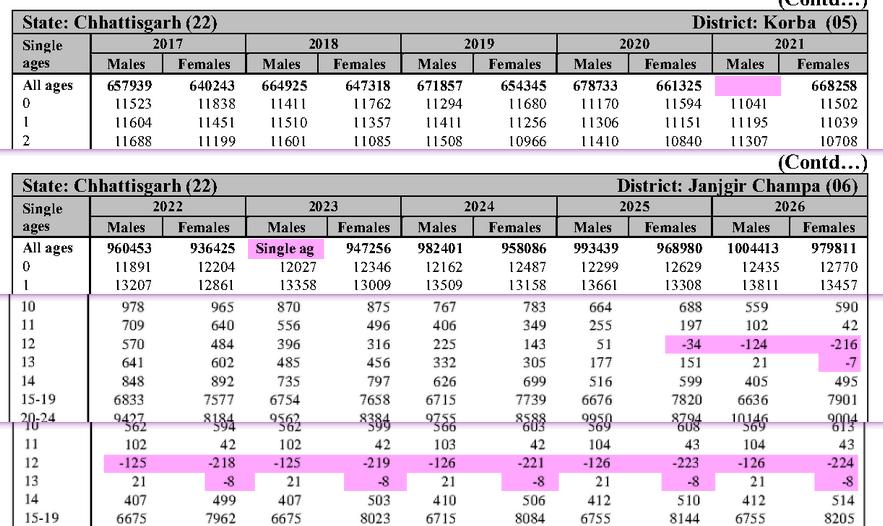 (Contd…)
State: Chhattisgarh (22) District: Korba (05)
Single ages 2017 2018 2019 2020 2021
Males Females Males Females Males Females Males Females Males Females
All ages 657939 640243 664925 647318 671857 654345 678733 661325 668258
0 11523 11838 11411 11762 11294 11680 11170 11594 11041 11502
1 11604 11451 11510 11357 11411 11256 11306 11151 11195 11039
2 11688 11199 11601 11085 11508 10966 11410 10840 11307 10708
(Contd…)
State: Chhattisgarh (22) District: Janjgir Champa (06)
Single ages 2022 2023 2024 2025 2026
Males Females Males Females Males Females Males Females Males Females
All ages 960453 936425 Single ag 947256 982401 958086 993439 968980 1004413 979811
0 11891 12204 12027 12346 12162 12487 12299 12629 12435 12770
1 13207 12861 13358 13009 13509 13158 13661 13308 13811 13457
10 978 965 870 875 767 783 664 688 559 590
11 709 640 556 496 406 349 255 197 102 42
12 570 484 396 316 225 143 51 -34 -124 -216
13 641 602 485 456 332 305 177 151 21 -7
14 848 892 735 797 626 699 516 599 405 495
15-19 6833 7577 6754 7658 6715 7739 6676 7820 6636 7901
20-24 9427 8184 9562 8384 9755 8588 9950 8794 10146 9004
10 562 594 562 599 566 603 569 608 569 613
11 102 42 102 42 103 42 104 43 104 43
12 -125 -218 -125 -219 -126 -221 -126 -223 -126 -224
13 21 -8 21 -8 21 -8 21 -8 21 -8
14 407 499 407 503 410 506 412 510 412 514
15-19 6675 7962 6675 8023 6715 8084 6755 8144 6755 8205